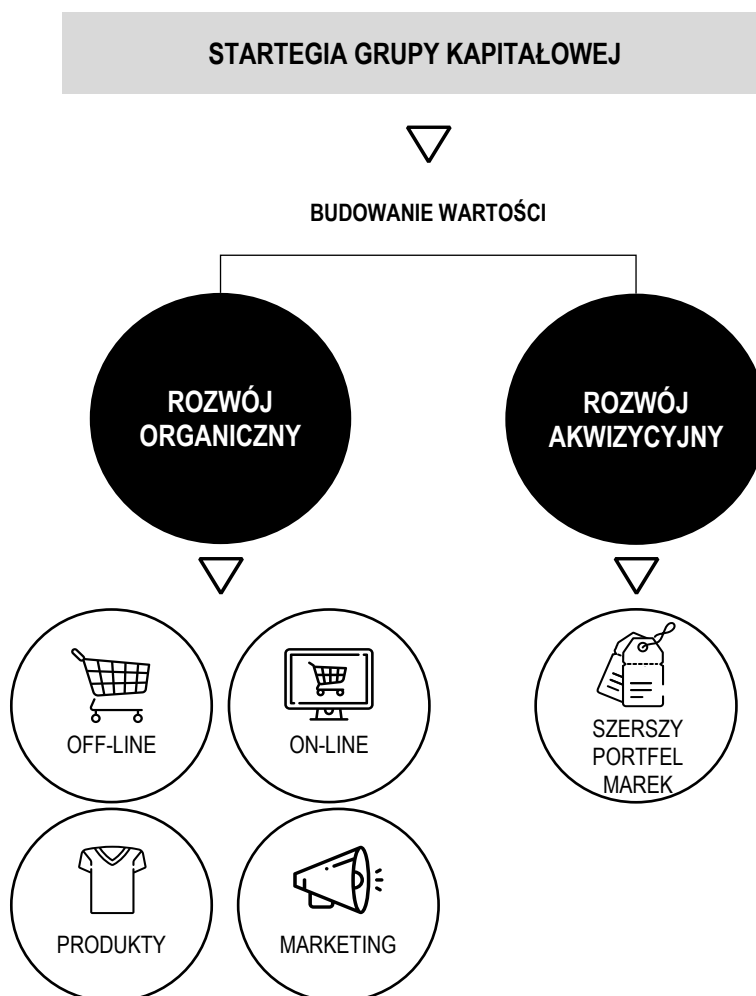 STARTEGIA GRUPY KAPITAŁOWEJ
BUDOWANIE WARTOŚCI
ROZWÓJ
ORGANICZNY
ROZWÓJ
AKWIZYCYJNY
OFF-LINE
ON-LINE
SZERSZY
PORTFEL
MAREK
PRODUKTY
MARKETING